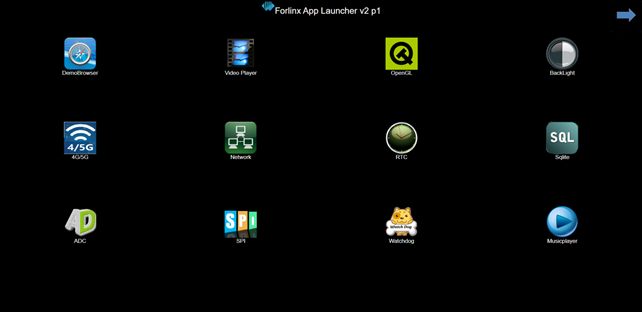 Forlinx App Launcher v2 p1
DemoBrowser
Video Player
OpenGL
BackLight
4/5G
4G/5G
Network
RTC
SQL
Sqlite
AD
ADC
SPI
SPI
Watch Dog
Watchdog
Musicplayer